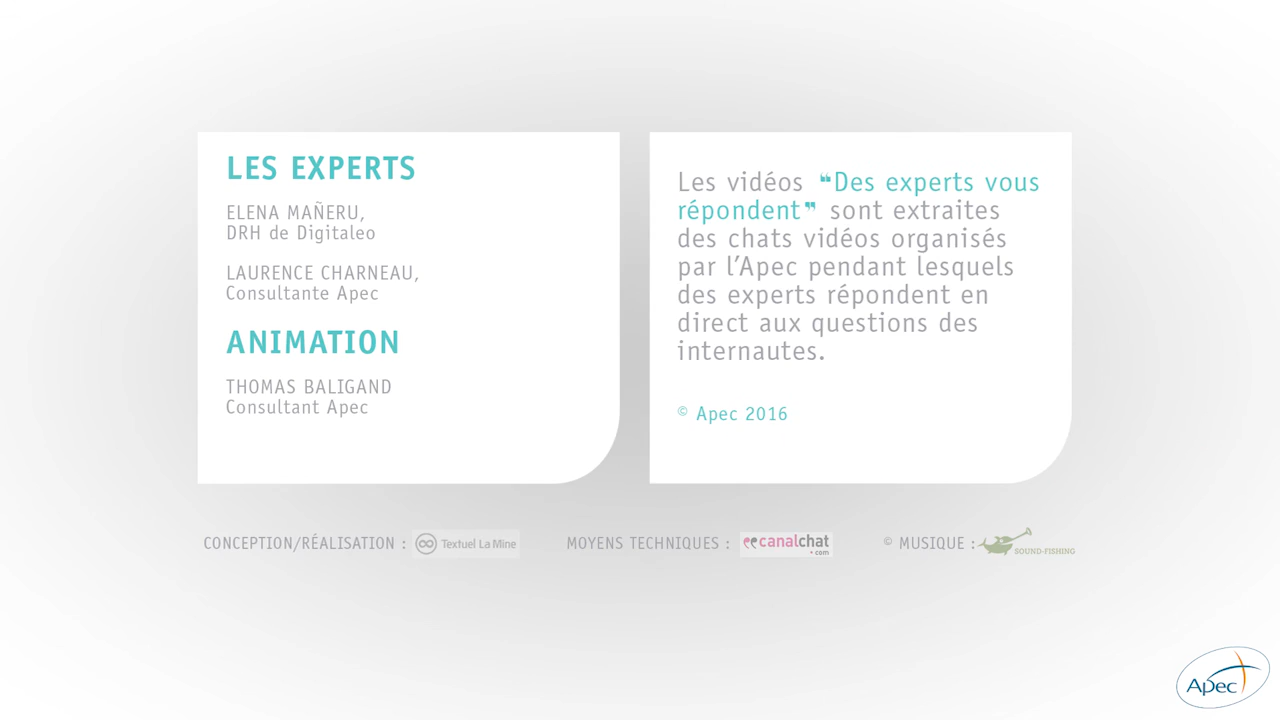 LES EXPERTS
ELENA MAÑERU,
DRH de Digitaleo
LAURENCE CHARNEAU,
Consultante Apec
ANIMATION
THOMAS BALIGAND
Consultant Apec
Les vidéos ❝Des experts vous
répondent❞ sont extraites
des chats vidéos organisés
par l’Apec pendant lesquels
des experts répondent en
direct aux questions des
internautes.
© Apec 2016
CONCEPTION/RÉALISATION : Textuel La Mine
MOYENS TECHNIQUES : canalchat
• com
© MUSIQUE : SOUND-FISHING
Apec